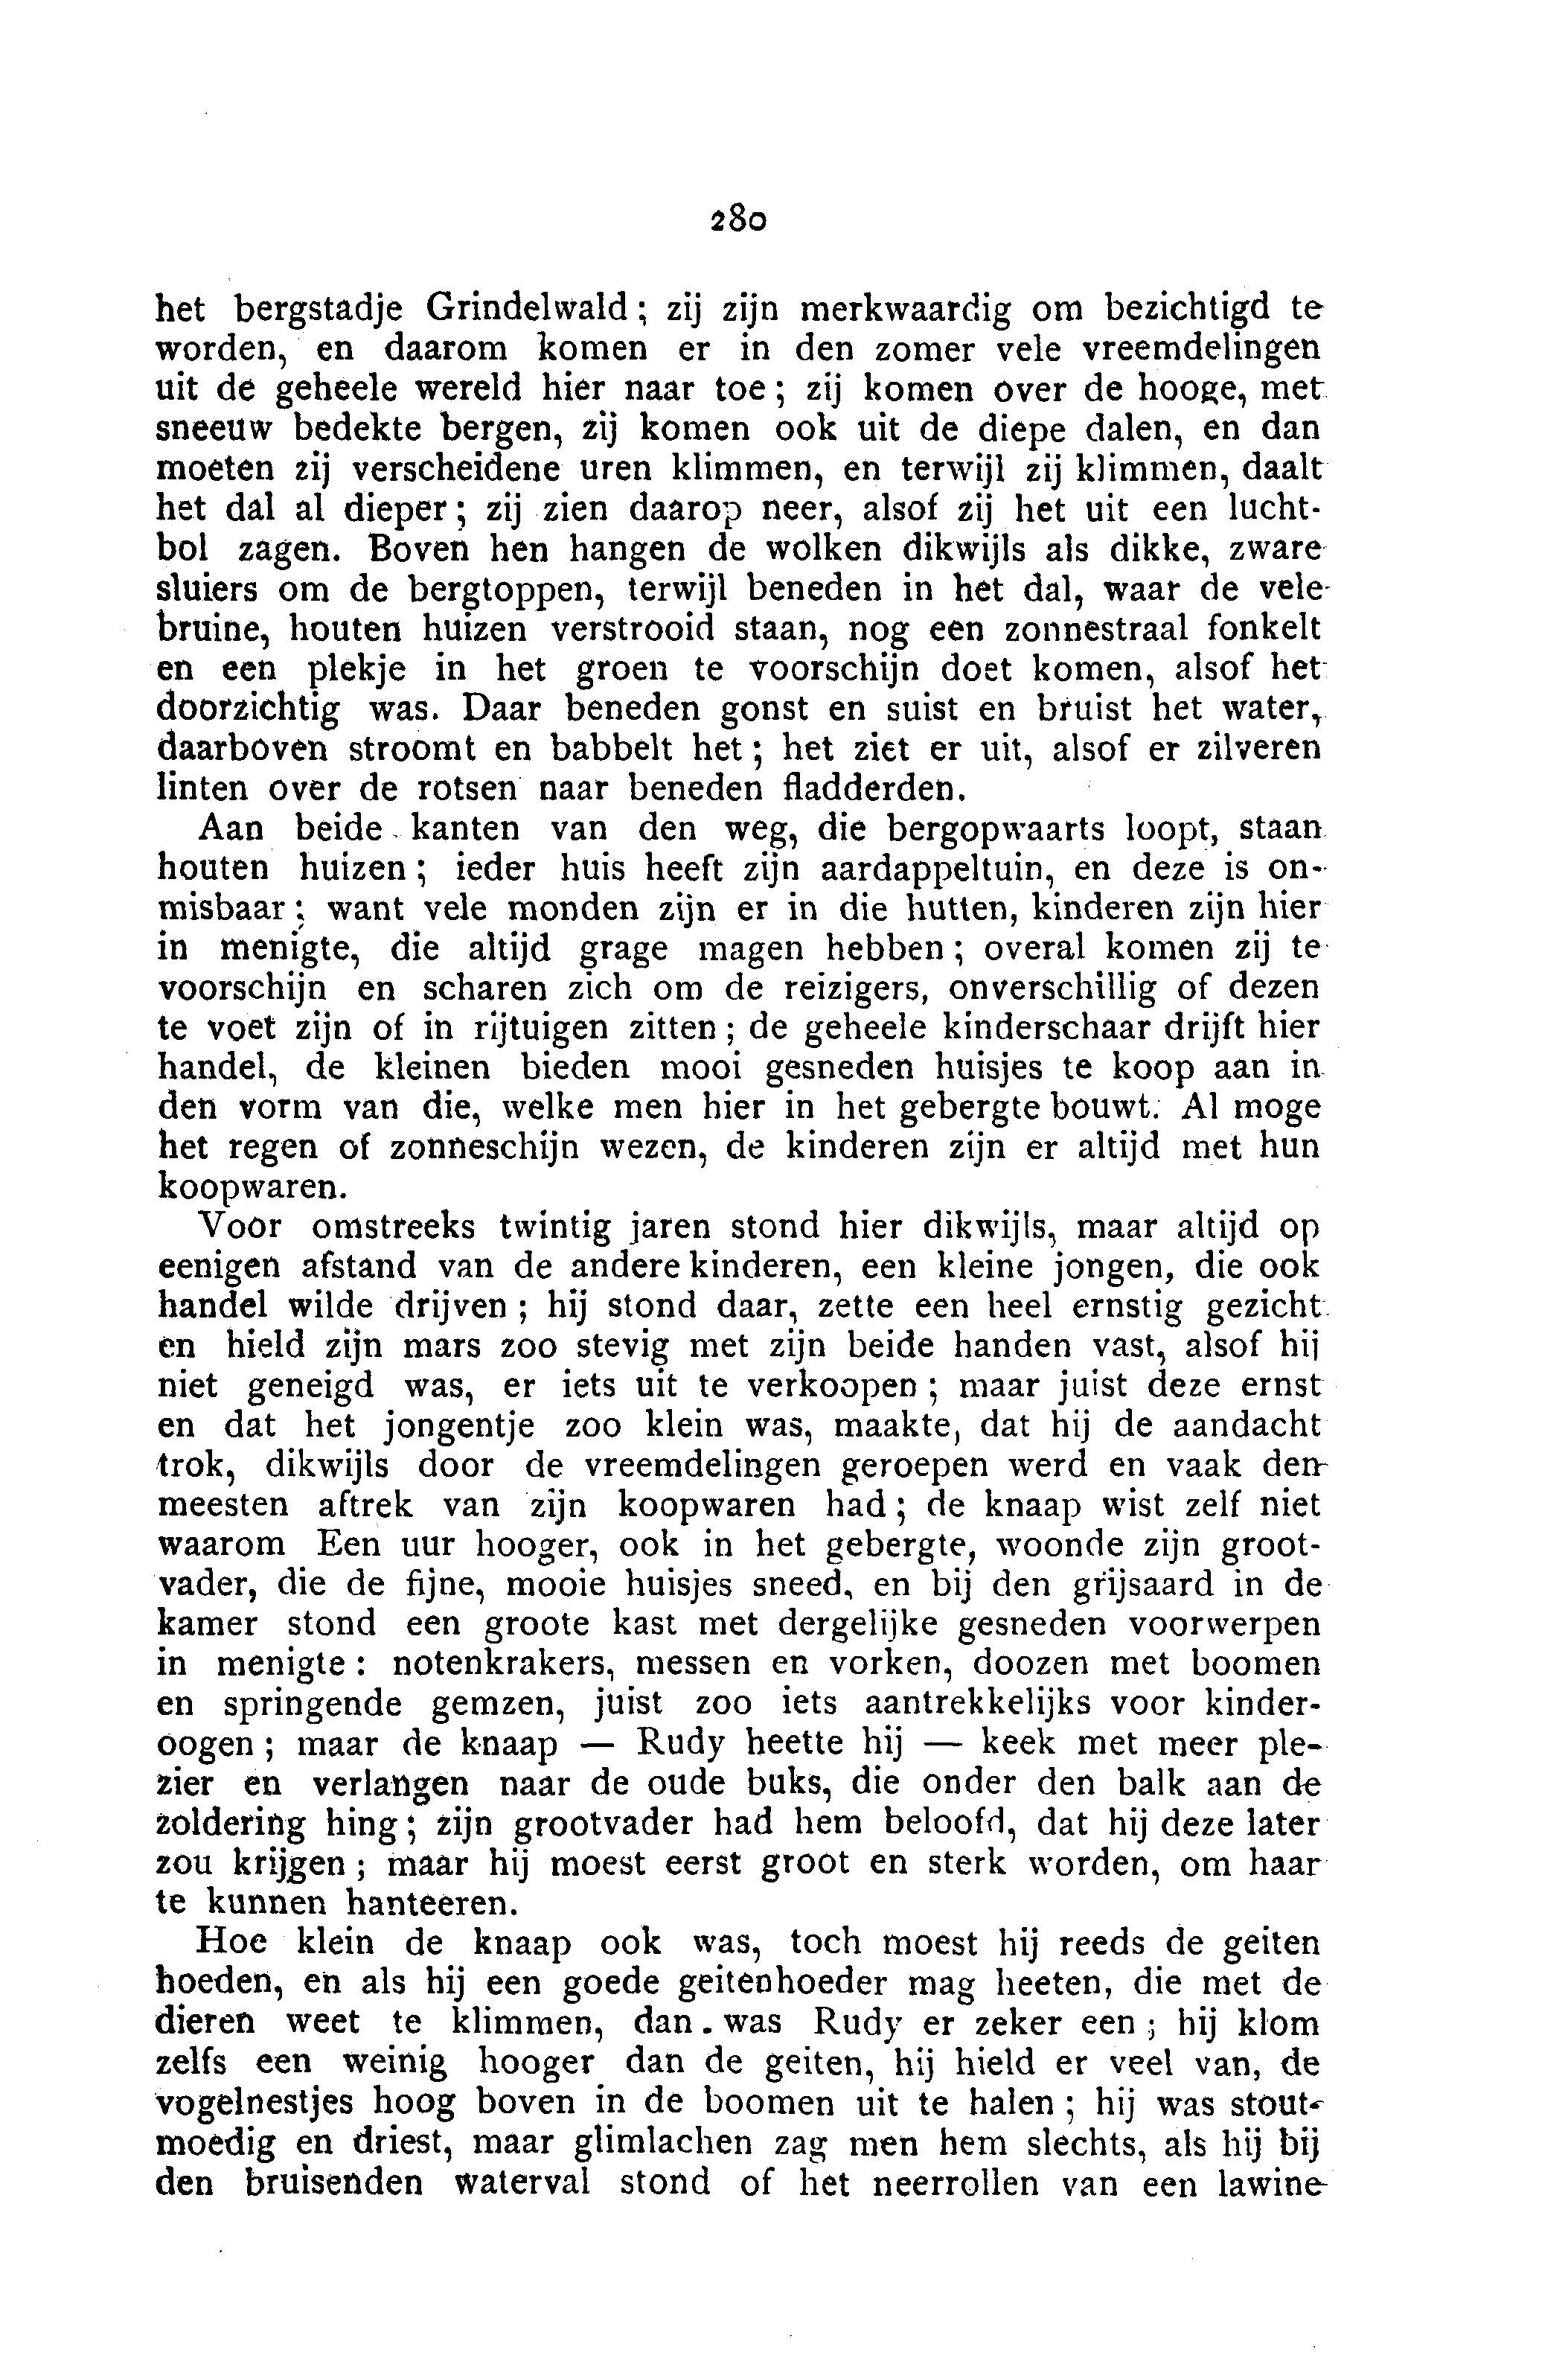 280
het bergstadje Grindelwald; zij zijn merkwaardig om bezichtigd te
worden, en daarom komen er in den zomer vele vreemdelingen
uit de geheele wereld hier naar toe; zij komen over de hooge, met
sneeuw bedekte bergen, zij komen ook uit de diepe dalen, en dan
moeten zij verscheidene uren klimmen, en terwijl zij klimmen, daalt
het dal al dieper; zij zien daarop neer, alsof zij het uit een lucht-
bol zagen. Boven hen hangen de wolken dikwijls als dikke, zware
sluiers om de bergtoppen, terwijl beneden in het dal, waar de vele
bruine, houten huizen verstrooid staan, nog een zonnestraal fonkelt
en een plekje in het groen te voorschijn doet komen, alsof het
doorzichtig was. Daar beneden gonst en suist en bruist het water,
daarboven stroomt en babbelt het; het ziet er uit, alsof er zilveren
linten over de rotsen naar beneden fladderden.
Aan beide kanten van den weg, die bergopwaarts loopt, staan
houten huizen; ieder huis heeft zijn aardappeltuin, en deze is on-
misbaar; want vele monden zijn er in die hutten, kinderen zijn hier
in menigte, die altijd grage magen hebben; overal komen zij te
voorschijn en scharen zich om de reizigers, onverschillig of dezen
te voet zijn of in rijtuigen zitten; de geheele kinderschaar drijft hier
handel, de kleinen bieden mooi gesneden huisjes te koop aan in
den vorm van die, welke men hier in het gebergte bouwt. Al moge
het regen of zonneschijn wezen, de kinderen zijn er altijd met hun
koopwaren.
Voor omstreeks twintig jaren stond hier dikwijls, maar altijd op
eenigen afstand van de andere kinderen, een kleine jongen, die ook
handel wilde drijven; hij stond daar, zette een heel ernstig gezicht
en hield zijn mars zoo stevig met zijn beide handen vast, alsof hij
niet geneigd was, er iets uit te verkoopen; maar juist deze ernst
en dat het jongentje zoo klein was, maakte, dat hij de aandacht
trok, dikwijls door de vreemdelingen geroepen werd en vaak den
meesten aftrek van zijn koopwaren had; de knaap wist zelf niet
waarom Een uur hooger, ook in het gebergte, woonde zijn groot-
vader, die de fijne, mooie huisjes sneed, en bij den grijsaard in de
kamer stond een groote kast met dergelijke gesneden voorwerpen
in menigte: notenkrakers, messen en vorken, doozen met boomen
en springende gemzen, juist zoo iets aantrekkelijks voor kinder-
oogen; maar de knaap — Rudy heette hij — keek met meer ple-
zier en verlangen naar de oude buks, die onder den balk aan de
zoldering hing; zijn grootvader had hem beloofd, dat hij deze later
zou krijgen; maar hij moest eerst groot en sterk worden, om haar
te kunnen hanteeren.
Hoe klein de knaap ook was, toch moest hij reeds de geiten
hoeden, en als hij een goede geitenhoeder mag heeten, die met de
dieren weet te klimmen, dan. was Rudy er zeker een; hij klom
zelfs een weinig hooger dan de geiten, hij hield er veel van, de
vogelnestjes hoog boven in de boomen uit te halen; hij was stout-
moedig en driest, maar glimlachen zag men hem slechts, als hij bij
den bruisenden waterval stond of het neerrollen van een lawine